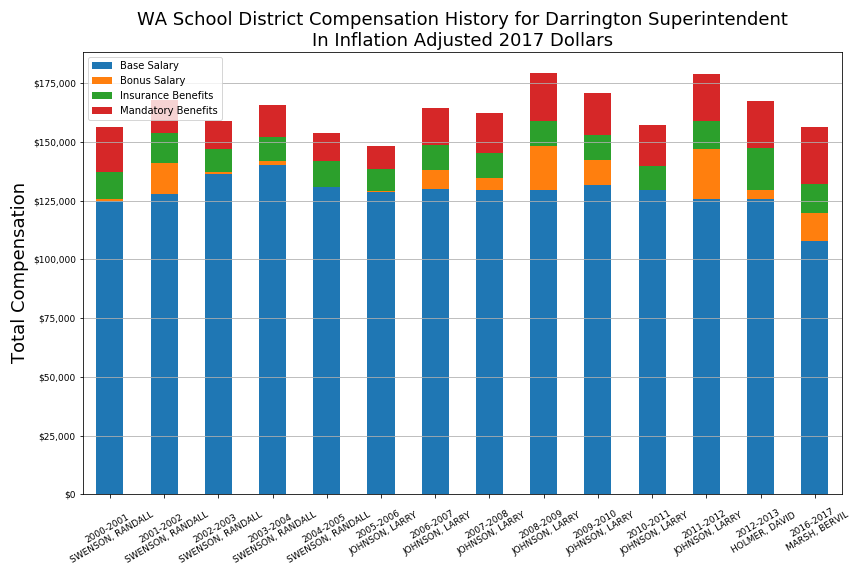 WA School District Compensation History for Darrington Superintendent
In Inflation Adjusted 2017 Dollars
Base Salary
Bonus Salary
Insurance Benefits
Mandatory Benefits
Total Compensation
$175,000
$150,000
$125,000
$100,000
$75,000
$50,000
$25,000
$0
2000-2001
SWENSON, RANDALL
2001-2002
SWENSON, RANDALL
2002-2003
SWENSON, RANDALL
2003-2004
SWENSON, RANDALL
2004-2005
SWENSON, RANDALL
2005-2006
JOHNSON, LARRY
2006-2007
JOHNSON, LARRY
2007-2008
JOHNSON, LARRY
2008-2009
JOHNSON, LARRY
2009-2010
JOHNSON, LARRY
2010-2011
JOHNSON, LARRY
2011-2012
JOHNSON, LARRY
2012-2013
HOLMER, DAVID
2016-2017
MARSH, BERVIL